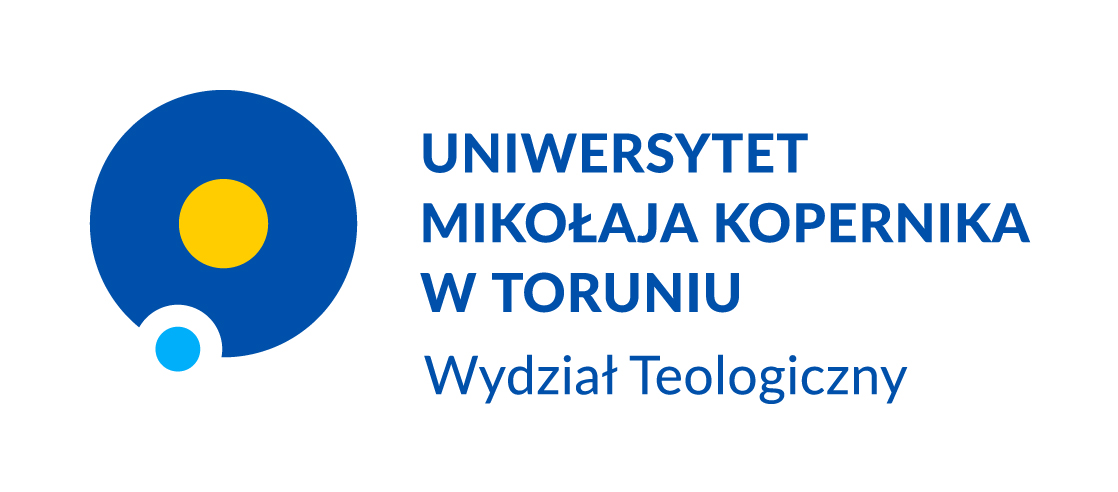 UNIWERSYTET
MIKOŁAJA KOPERNIKA
W TORUNIU
Wydział Teologiczny